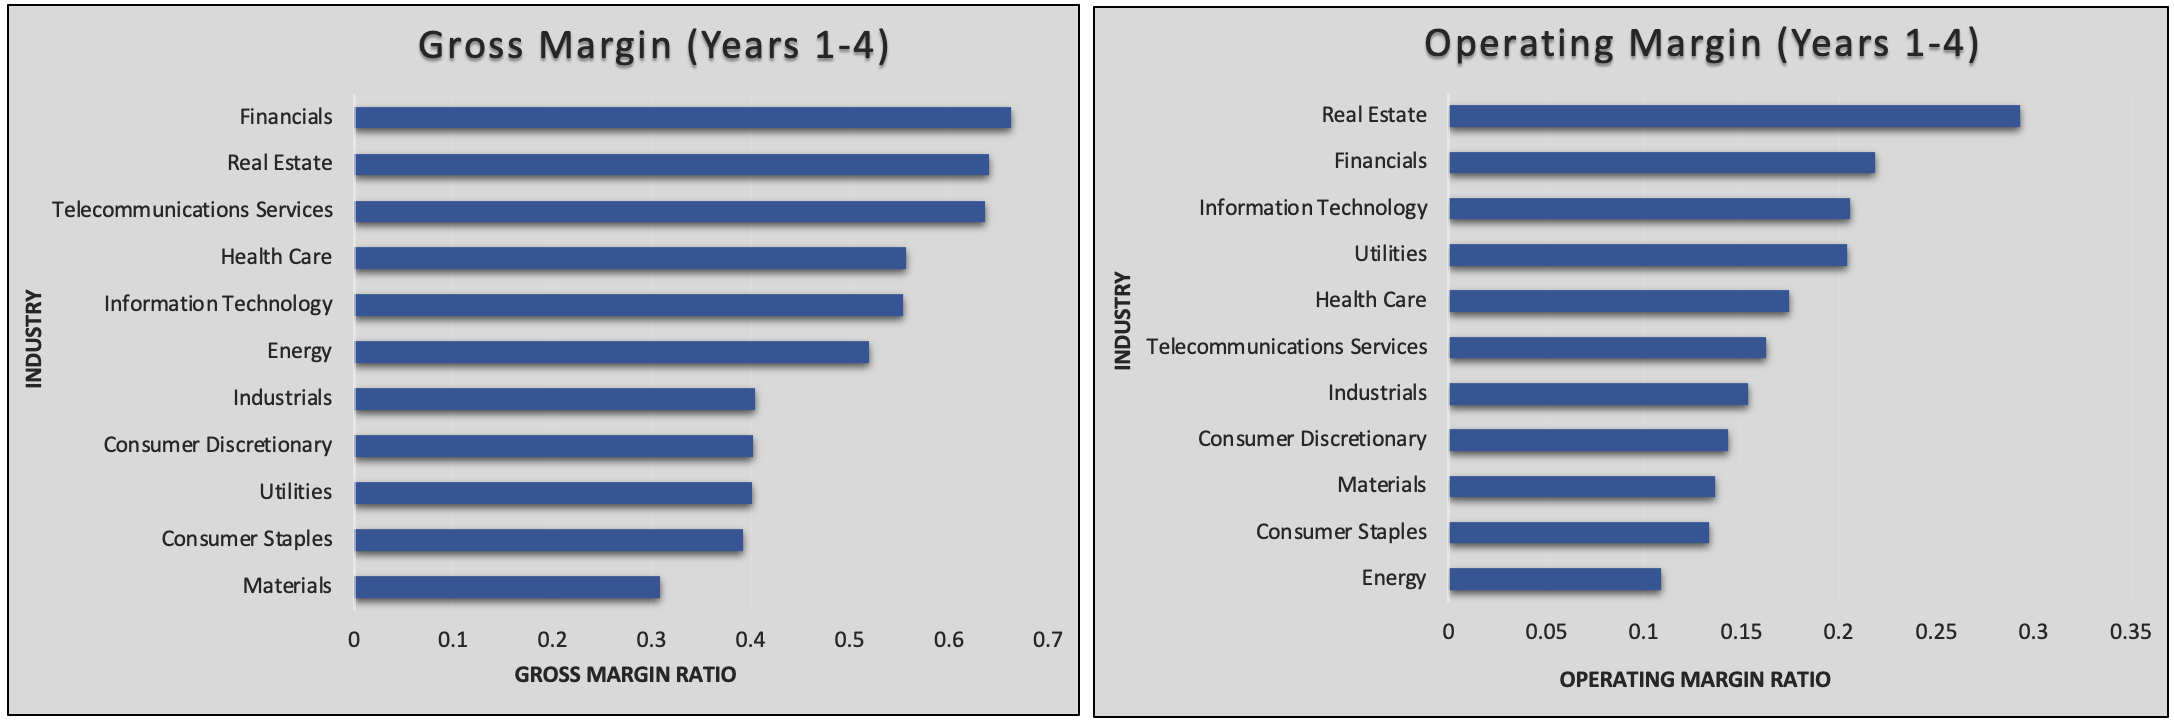 Gross Margin (Years 1-4)
INDUSTRY
Financials
Real Estate
Telecommunications Services
Health Care
Information Technology
Energy
Industrials
Consumer Discretionary
Utilities
Consumer Staples
Materials
0 0.1 0.2 0.3 0.4 0.5 0.6 0.7
GROSS MARGIN RATIO
Operating Margin (Years 1-4)
INDUSTRY
Real Estate
Financials
Information Technology
Utilities
Health Care
Telecommunications Services
Industrials
Consumer Discretionary
Materials
Consumer Staples
Energy
0 0.05 0.1 0.15 0.2 0.25 0.3 0.35
OPERATING MARGIN RATIO